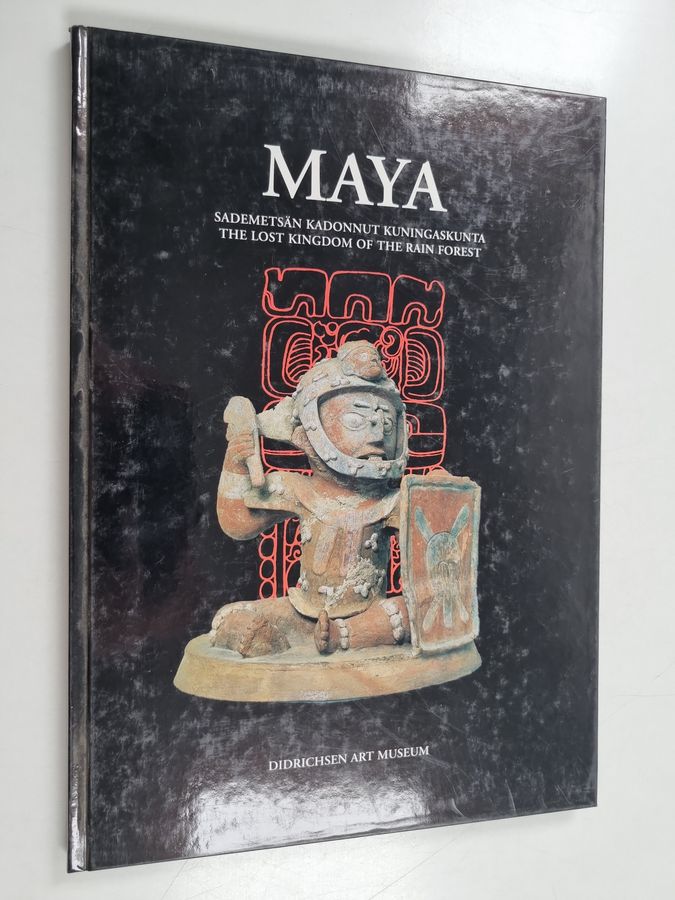 MAYA
SADEMETSÄN KADONNUT KUNINGASKUNTA
THE LOST KINGDOM OF THE RAIN FOREST
DIDRICHSEN ART MUSEUM